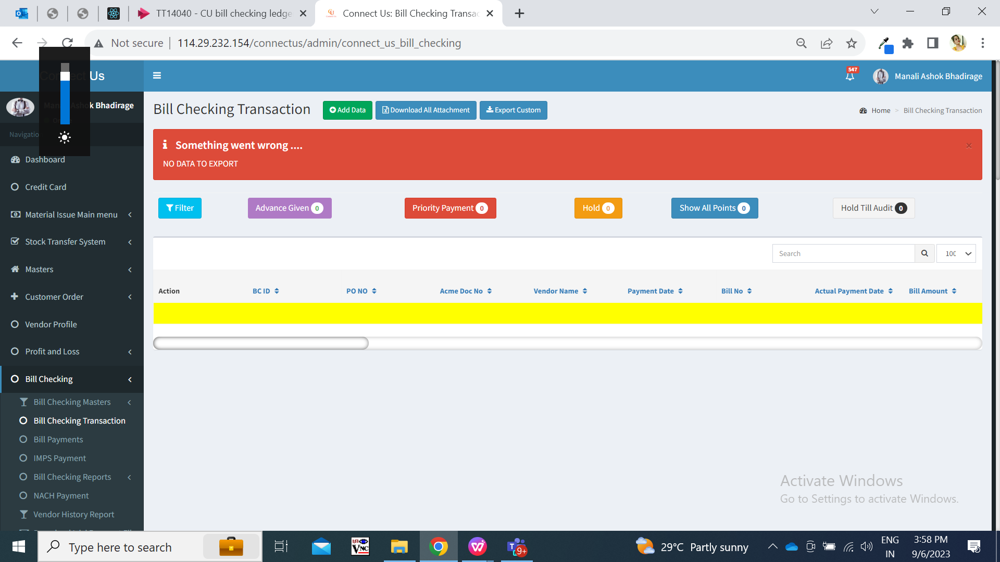 TT14040 - CU bill checking ledge
Connect Us: Bill Checking Transac
Not secure
114.29.232.154/connectus/admin/connect_us_bill_checking
Connect Us
547
Manali Ashok Bhadirage
k Bhadirage
Navigatio
Bill Checking Transaction
Add Data
Download All Attachment
Export Custom
Home > Bill Checking Transaction
Something went wrong ....
NO DATA TO EXPORT
Dashboard
Credit Card
Material Issue Main menu
Stock Transfer System
Masters
Customer Order
Vendor Profile
Profit and Loss
Bill Checking
Bill Checking Masters
Bill Checking Transaction
Bill Payments
IMPS Payment
Bill Checking Reports
NACH Payment
Vendor History Report
Filter
Advance Given 0
Priority Payment 0
Hold 0
Show All Points 0
Hold Till Audit 0
Search
100
Action
BC ID
PO NO
Acme Doc No
Vendor Name
Payment Date
Bill No
Actual Payment Date
Bill Amount
Activate Windows
Go to Settings to activate Windows.
Type here to search
VNC
9+
29°C Partly sunny
ENG
IN
3:58 PM
9/6/2023